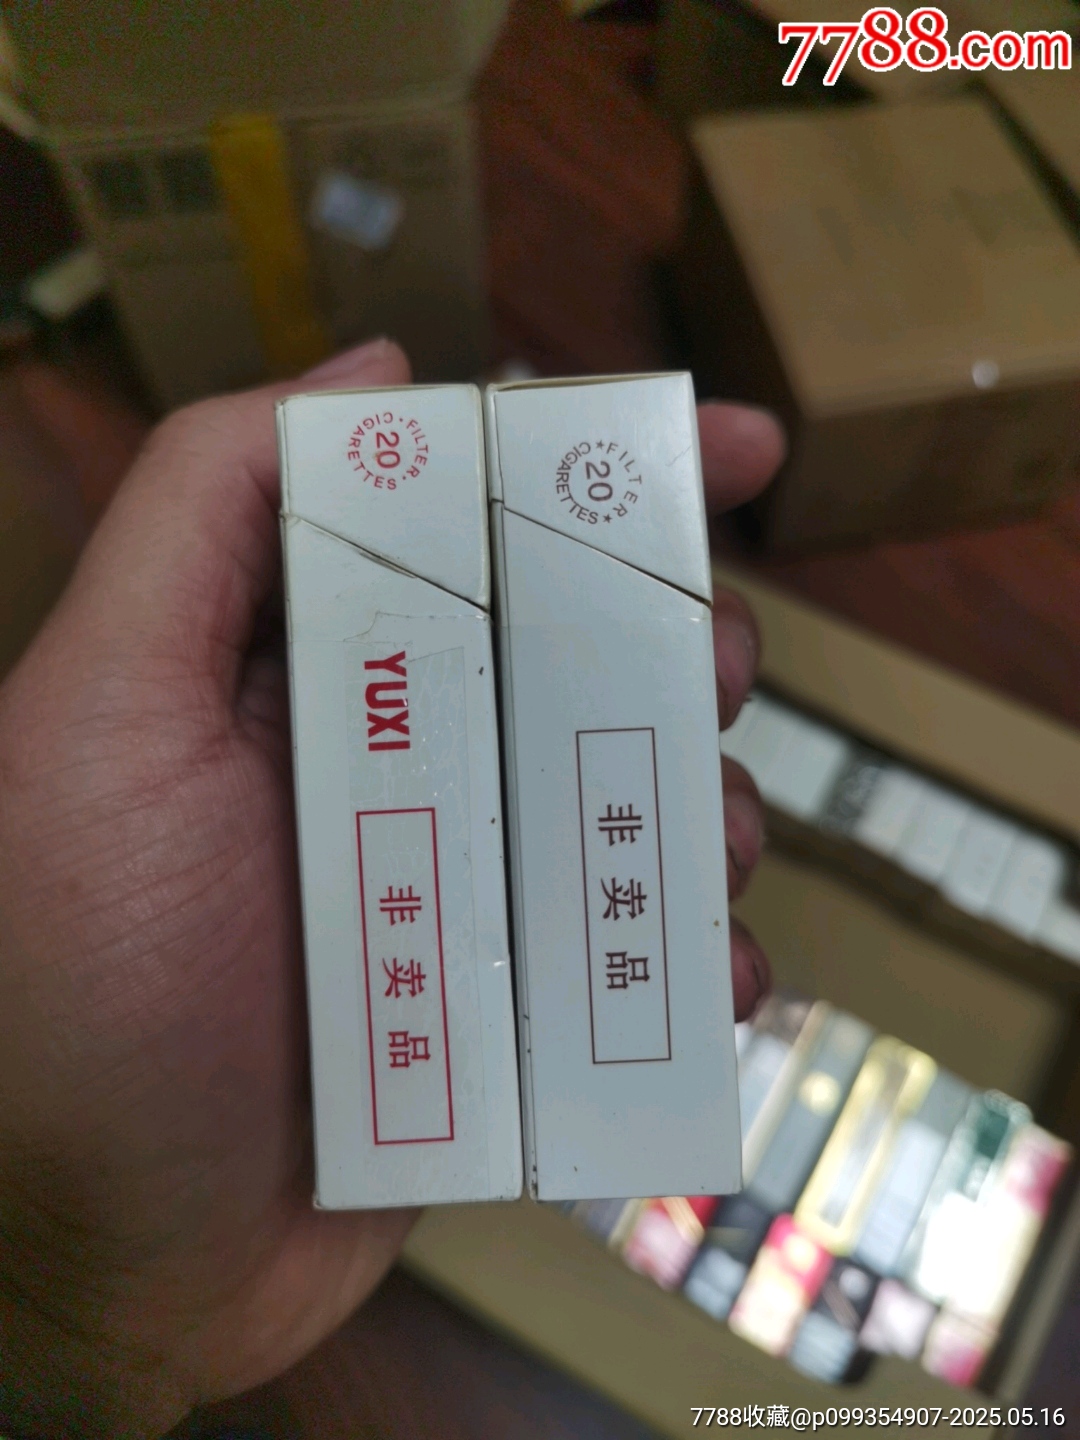 7788.com
FILTER
20
CIGARETTES
YUXI
非卖品
★FILTER★
20
CIGARETTES
非卖品
7788收藏@p099354907-2025.05.16